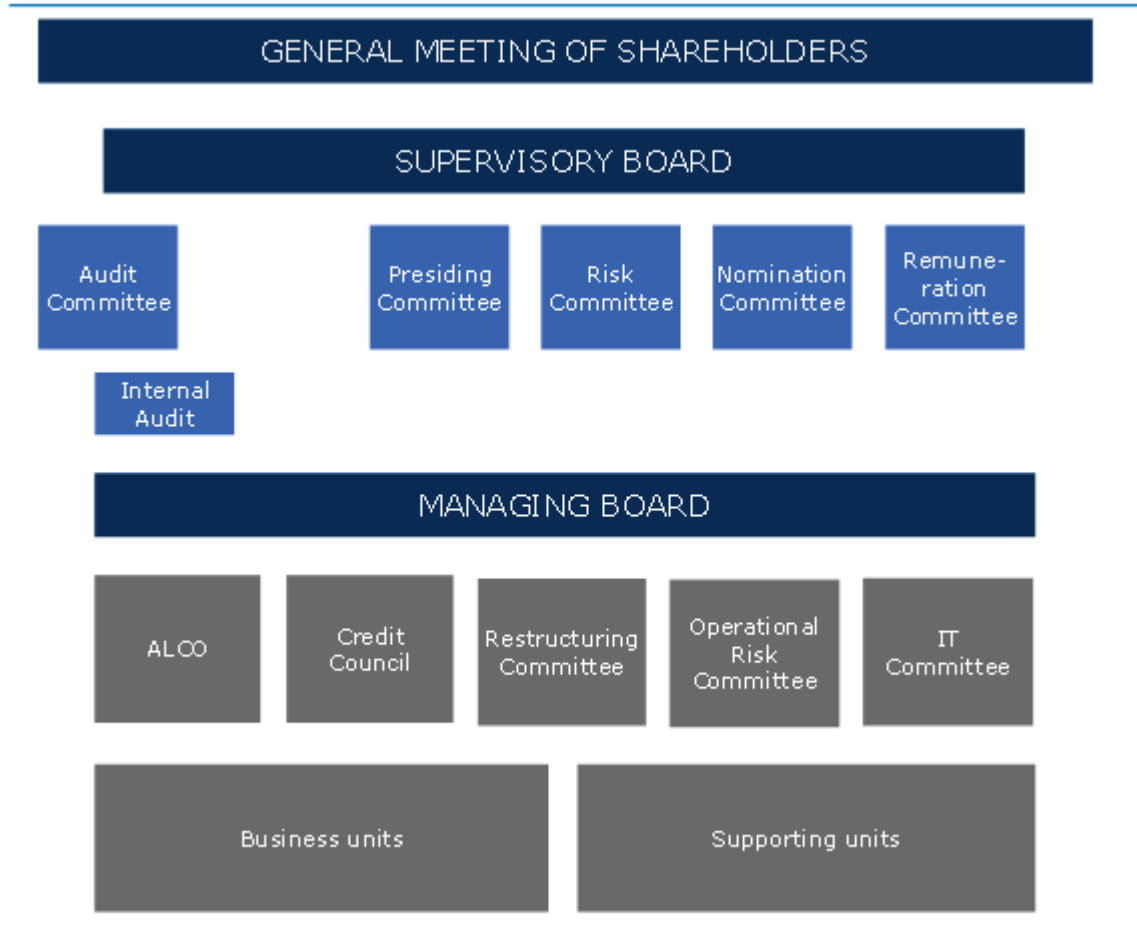 GENERAL MEETING OF SHAREHOLDERS
SUPERVISORY BOARD
Audit
Committee
Presiding
Committee
Risk
Committee
Nomination
Committee
Remune-
ration
Committee
Internal
Audit
MANAGING BOARD
ALCO
Credit
Council
Restructuring
Committee
Operational
Risk
Committee
IT
Committee
Business units
Supporting units